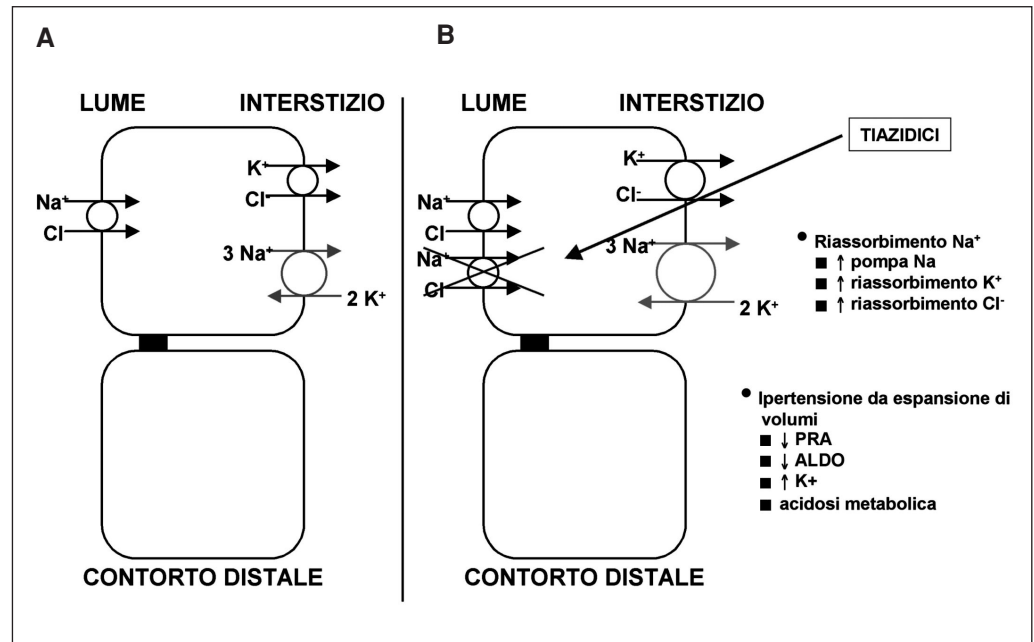 A
LUME
INTERSTIZIO
K⁺
Cl⁻
Na⁺
Cl
3 Na⁺
2 K⁺
CONTORTO DISTALE
B
LUME
INTERSTIZIO
TIAZIDICI
K⁺
Cl⁻
Na⁺
Cl
Na⁺
Cl
3 Na⁺
2 K⁺
CONTORTO DISTALE
• Riassorbimento Na⁺
■ ↑ pompa Na
■ ↑ riassorbimento K⁺
■ ↑ riassorbimento Cl⁻
• Ipertensione da espansione di
volumi
■ ↓ PRA
■ ↓ ALDO
■ ↑ K+
■ acidosi metabolica